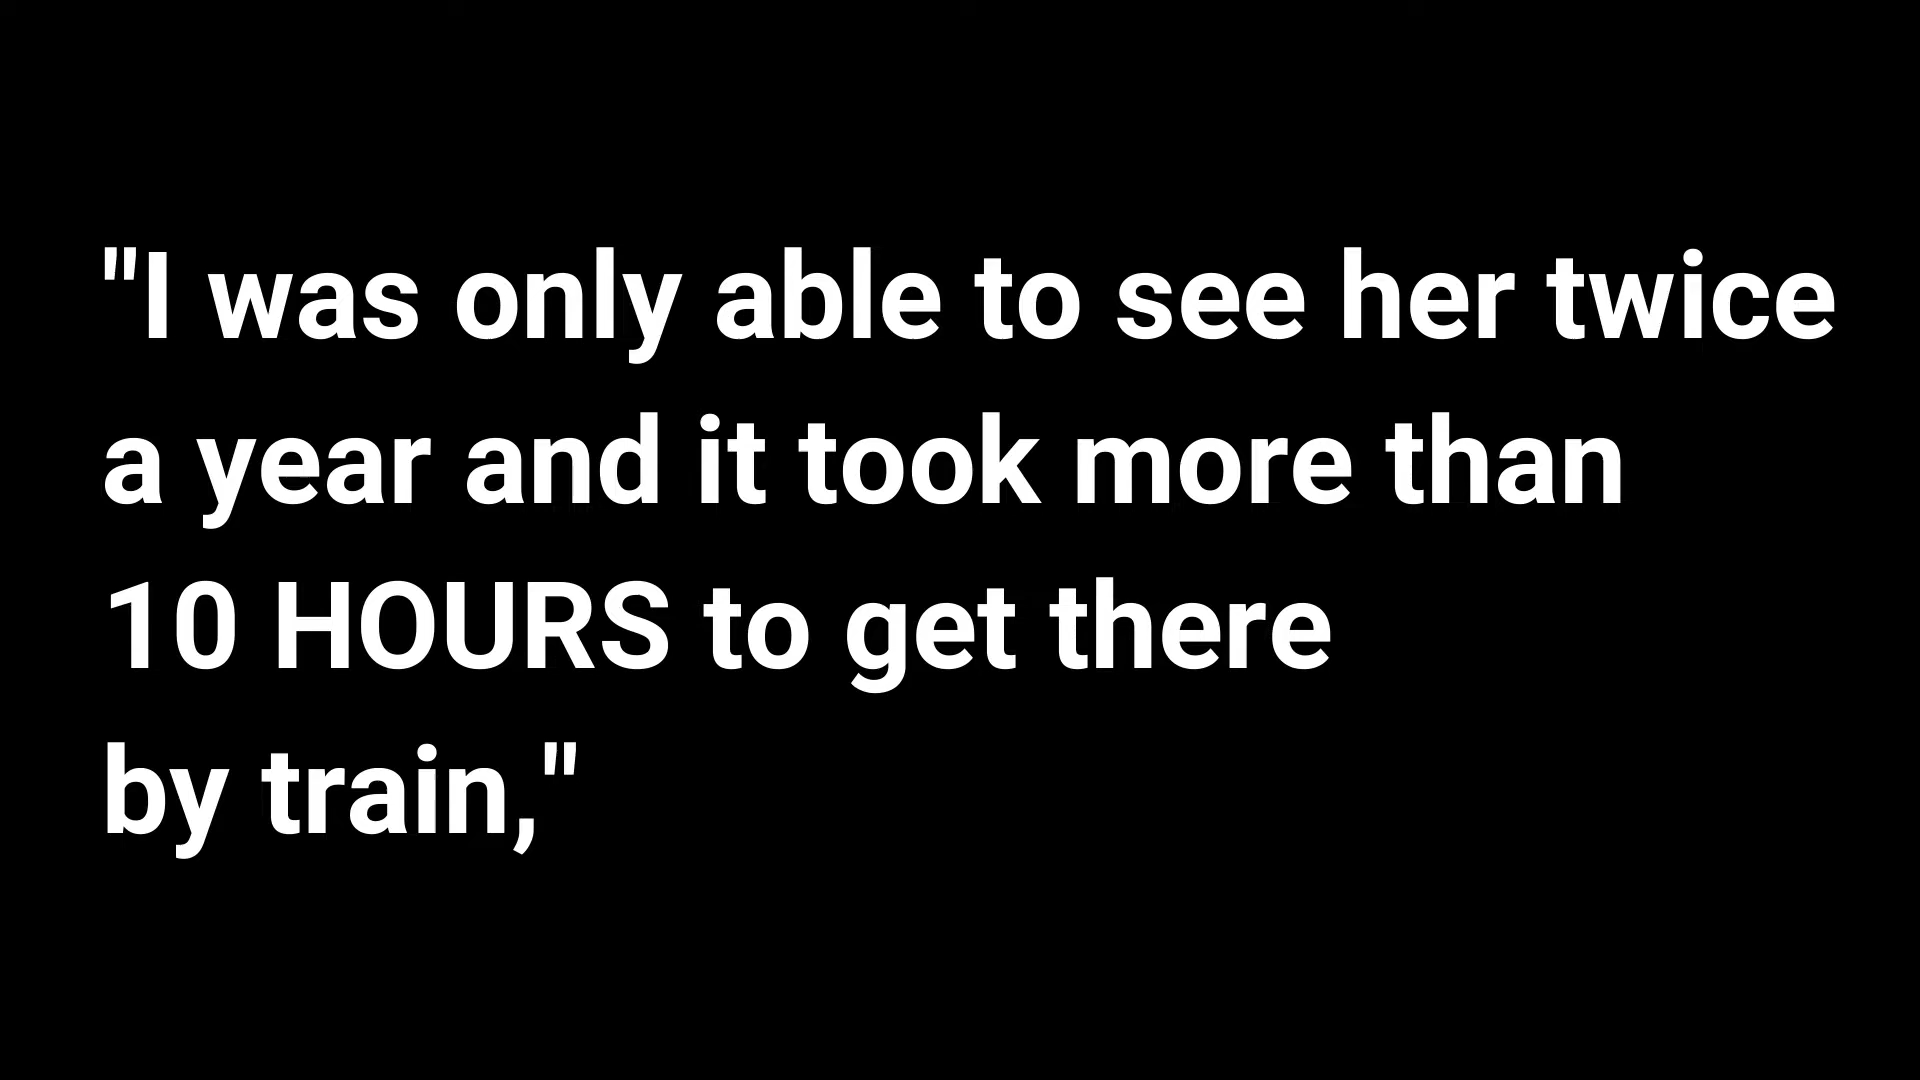 "I was only able to see her twice
a year and it took more than
10 HOURS to get there
by train,"